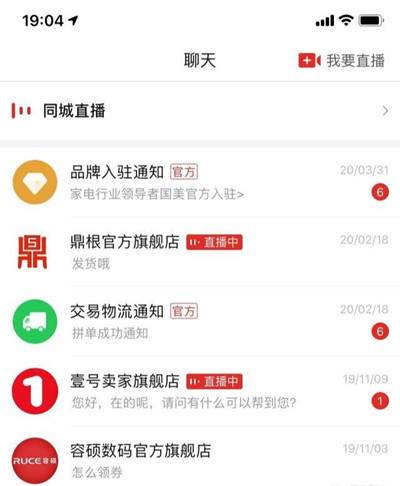 19:04
聊天
我要直播
同城直播
品牌入驻通知 官方 20/03/31
家电行业领导者国美官方入驻> 6
鼎根官方旗舰店 直播中 20/02/18
发货哦
交易物流通知 官方 20/02/18
拼单成功通知 6
1 壹号卖家旗舰店 直播中 19/11/09
您好，在的呢，请问有什么可以帮到您? 1
RUCE容硕 容硕数码官方旗舰店 19/11/03
怎么领券